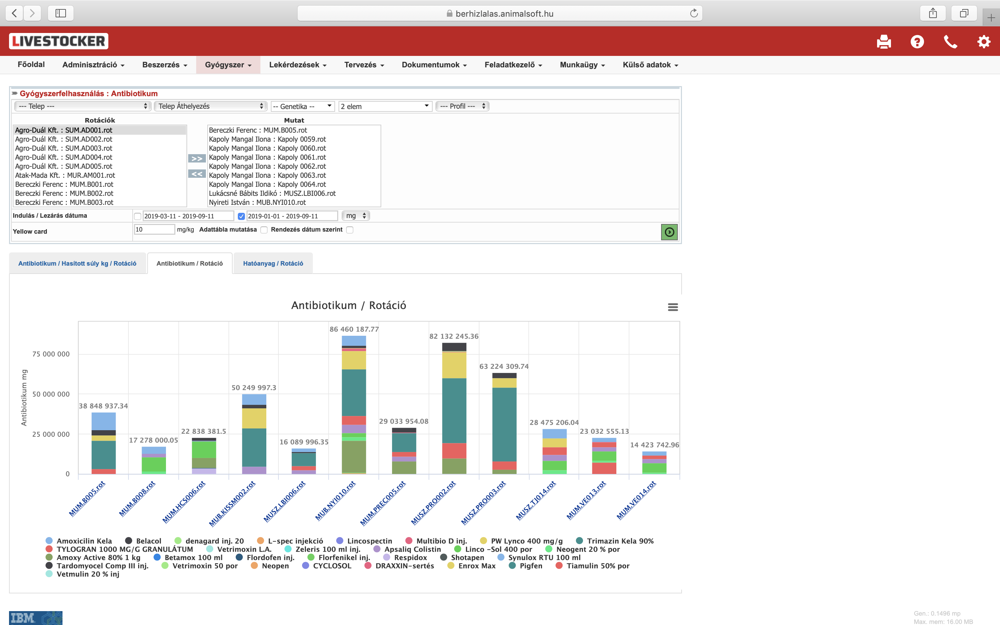 berhizlalas.animalsoft.hu
LIVESTOCKER
Főoldal Adminisztráció Beszerzés Gyógyszer Lekérdezések Tervezés Dokumentumok Feladatkezelő Munkaügy Külső adatok
Gyógyszerfelhasználás : Antibiotikum
--- Telep --- Telep Áthelyezés -- Genetika -- 2 elem --- Profil ---
Rotációk Mutat
Agro-Duál Kft. : SUM.AD001.rot Bereczki Ferenc : MUM.B005.rot
Agro-Duál Kft. : SUM.AD002.rot Kapoly Mangal Ilona : Kapoly 0059.rot
Agro-Duál Kft. : SUM.AD003.rot Kapoly Mangal Ilona : Kapoly 0060.rot
Agro-Duál Kft. : SUM.AD004.rot >> Kapoly Mangal Ilona : Kapoly 0061.rot
Agro-Duál Kft. : SUM.AD005.rot Kapoly Mangal Ilona : Kapoly 0062.rot
Atak-Mada Kft. : MUR.AM001.rot << Kapoly Mangal Ilona : Kapoly 0063.rot
Bereczki Ferenc : MUM.B001.rot Kapoly Mangal Ilona : Kapoly 0064.rot
Bereczki Ferenc : MUM.B002.rot Lukácsné Bábits Ildikó : MUSZ.LBI006.rot
Bereczki Ferenc : MUM.B003.rot Nyireti István : MUB.NYI010.rot
Indulás / Lezárás dátuma 2019-03-11 - 2019-09-11 2019-01-01 - 2019-09-11 mg
Yellow card 10 mg/kg Adattábla mutatása Rendezés dátum szerint
Antibiotikum / Hasított súly kg / Rotáció Antibiotikum / Rotáció Hatóanyag / Rotáció
Antibiotikum / Rotáció
Antibiotikum mg
75 000 000
50 000 000
25 000 000
0
38 848 937.34
17 278 000.05
22 838 381.5
50 249 997.3
16 089 996.35
86 460 187.77
29 033 954.08
82 132 245.36
63 224 309.74
28 475 206.04
23 032 555.13
14 423 742.96
MUM.B005.rot
MUM.B008.rot
MUM.HCS006.rot
MUB.KISSM002.rot
MUSZ.LBI006.rot
MUB.NYI010.rot
MUM.PREC005.rot
MUSZ.PRO002.rot
MUSZ.PRO003.rot
MUSZ.TJ014.rot
MUM.VE013.rot
MUM.VE014.rot
Amoxicilin Kela Belacol denagard inj. 20 L-spec injekció Lincospectin Multibio D inj. PW Lynco 400 mg/g Trimazin Kela 90%
TYLOGRAN 1000 MG/G GRANULÁTUM Vetrimoxin L.A. Zeleris 100 ml inj. Apsaliq Colistin Linco -Sol 400 por Neogent 20 % por
Amoxy Active 80% 1 kg Betamox 100 ml Flordofen inj. Florfenikel inj. Respidox Shotapen Synulox RTU 100 ml
Tardomyocel Comp III inj. Vetrimoxin 50 por Neopen CYCLOSOL DRAXXIN-sertés Enrox Max Pigfen Tiamulin 50% por
Vetmulin 20 % inj
IBM
Gen.: 0.1496 mp
Max. mem: 16.00 MB